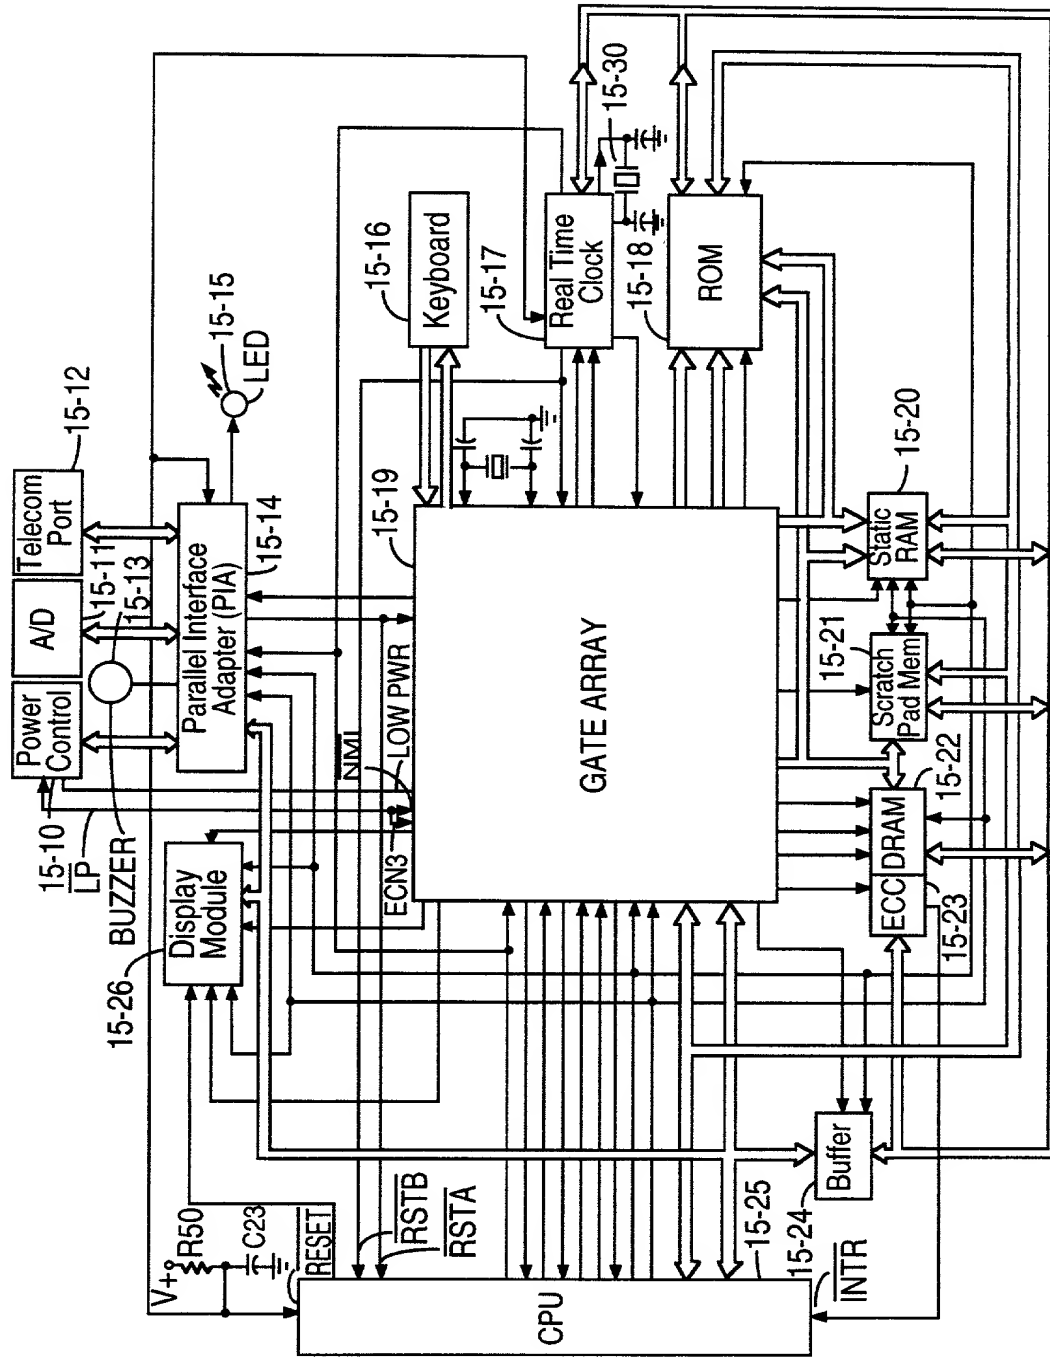 Telecom
Port
15-12
A/D
15-11
15-13
Power
Control
15-10
LP
BUZZER
Parallel Interface
Adapter (PIA)
15-14
15-15
LED
15-26
Display
Module
ECN3
LOW PWR
NMI
15-19
GATE ARRAY
15-16
Keyboard
15-17
Real Time
Clock
15-30
15-18
ROM
15-20
Static
RAM
15-21
Scratch
Pad Mem
15-22
DRAM
ECC
15-23
Buffer
15-24
15-25
CPU
INTR
RSTB
RSTA
RESET
V+
R50
C23